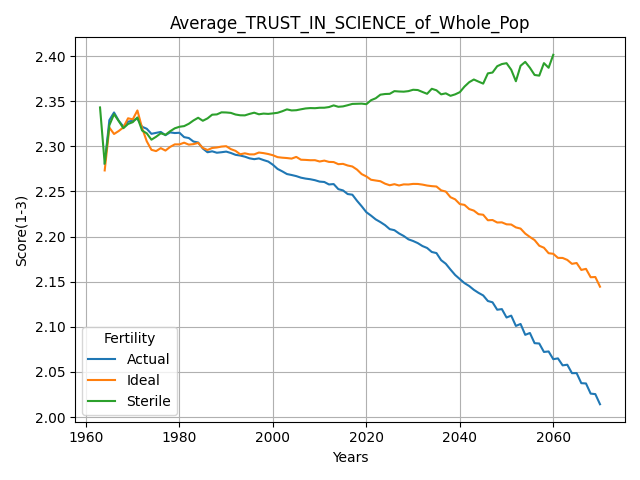 Average_TRUST_IN_SCIENCE_of_Whole_Pop
2.40
2.35
2.30
2.25
2.20
2.15
2.10
2.05
2.00
Score(1-3)
Fertility
Actual
Ideal
Sterile
1960 1980 2000 2020 2040 2060
Years